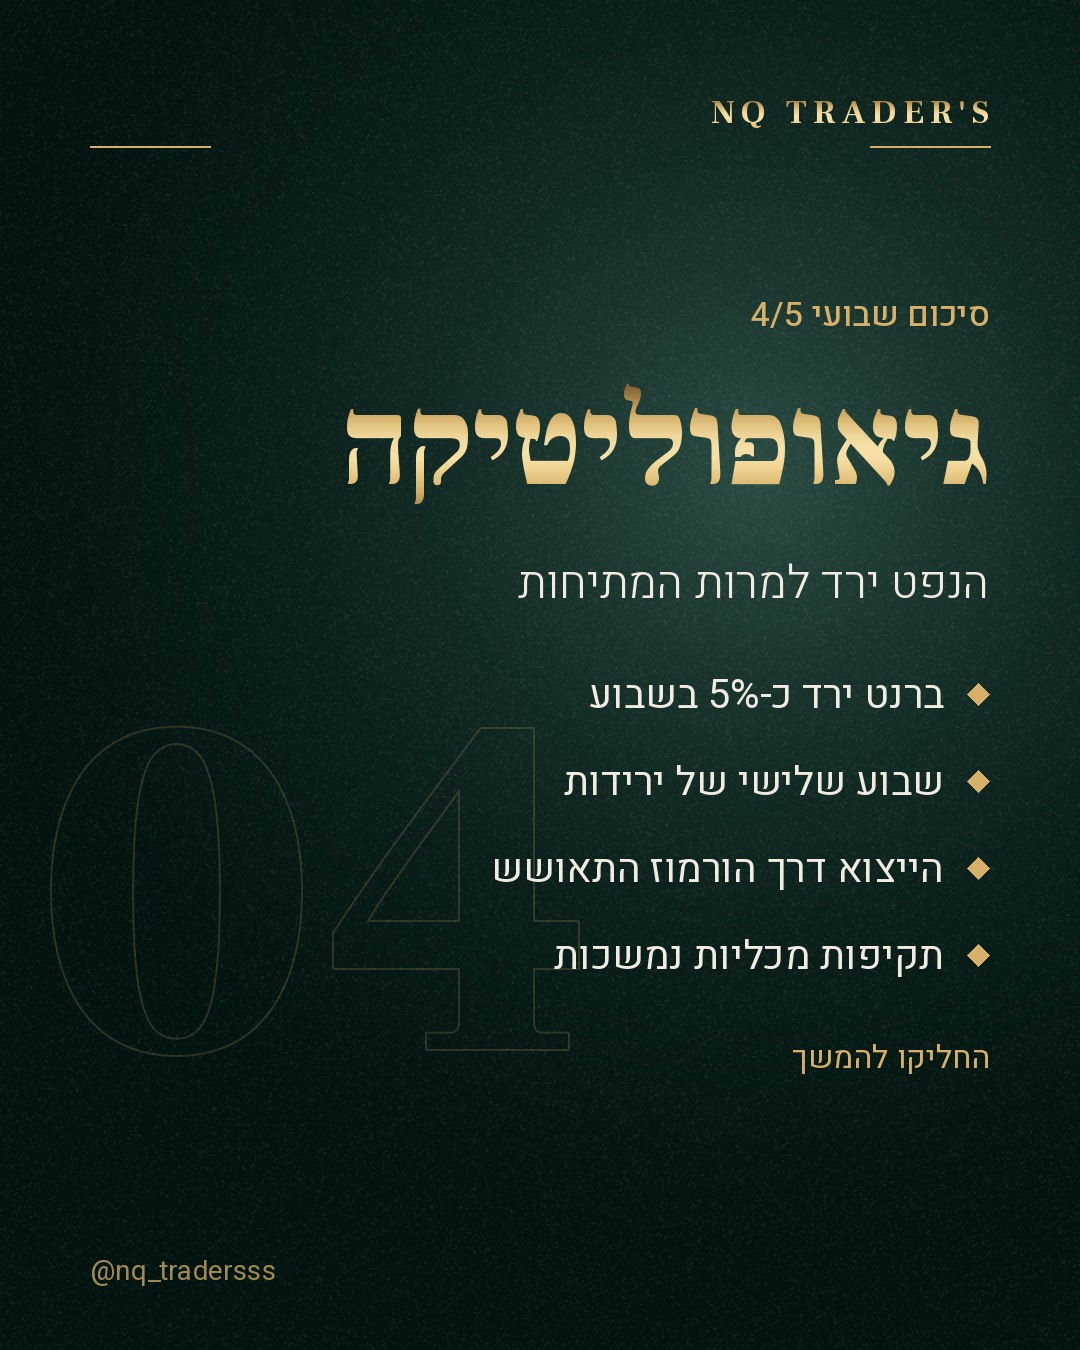 NQ TRADER'S
סיכום שבועי 4/5
גיאופוליטיקה
הנפט ירד למרות המתיחות
ברנט ירד כ-5% בשבוע
שבוע שלישי של ירידות
הייצוא דרך הורמוז התאושש
תקיפות מכליות נמשכות
04
החליקו להמשך
@nq_tradersss